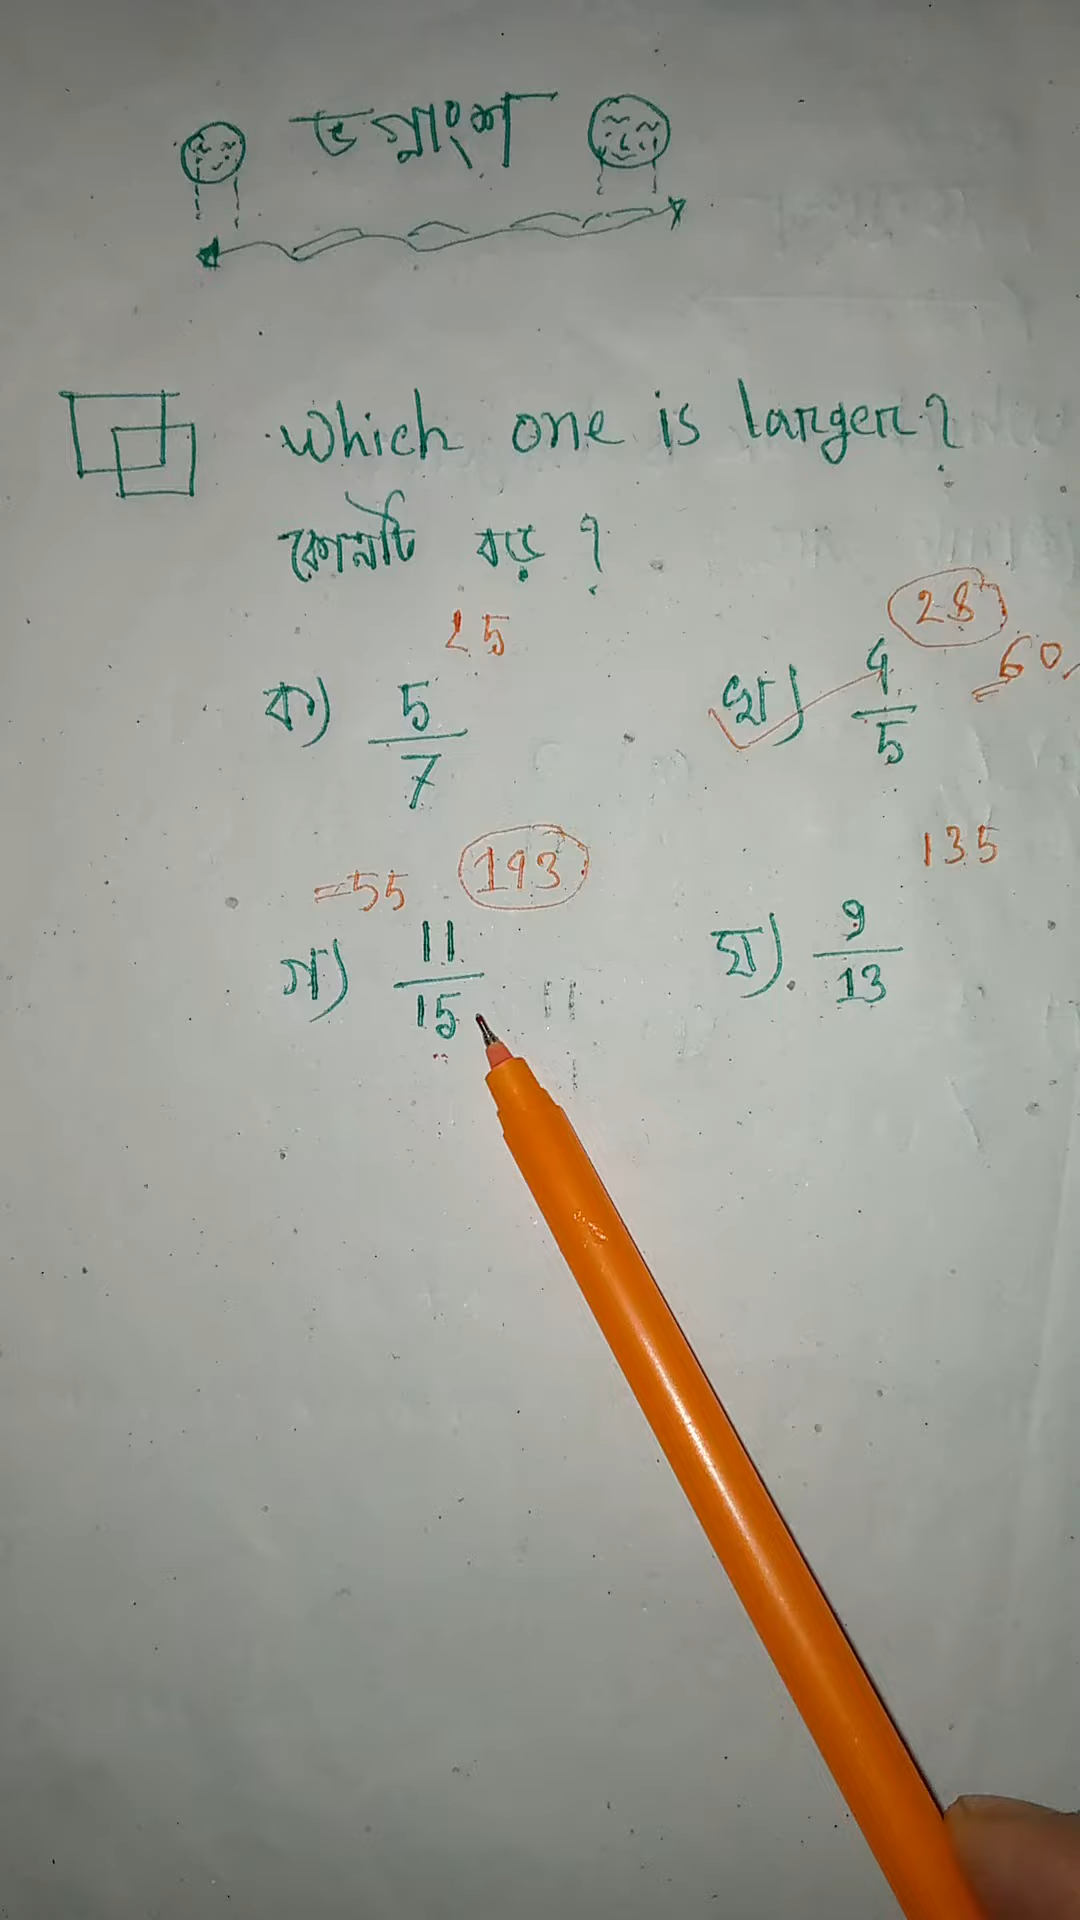 ভগ্নাংশ
Which one is larger?
কোনটি বড় ?
25 28
ক) 5/7 খ) 4/5 = 60
= 55 143 135
গ) 11/15 ঘ) 9/13